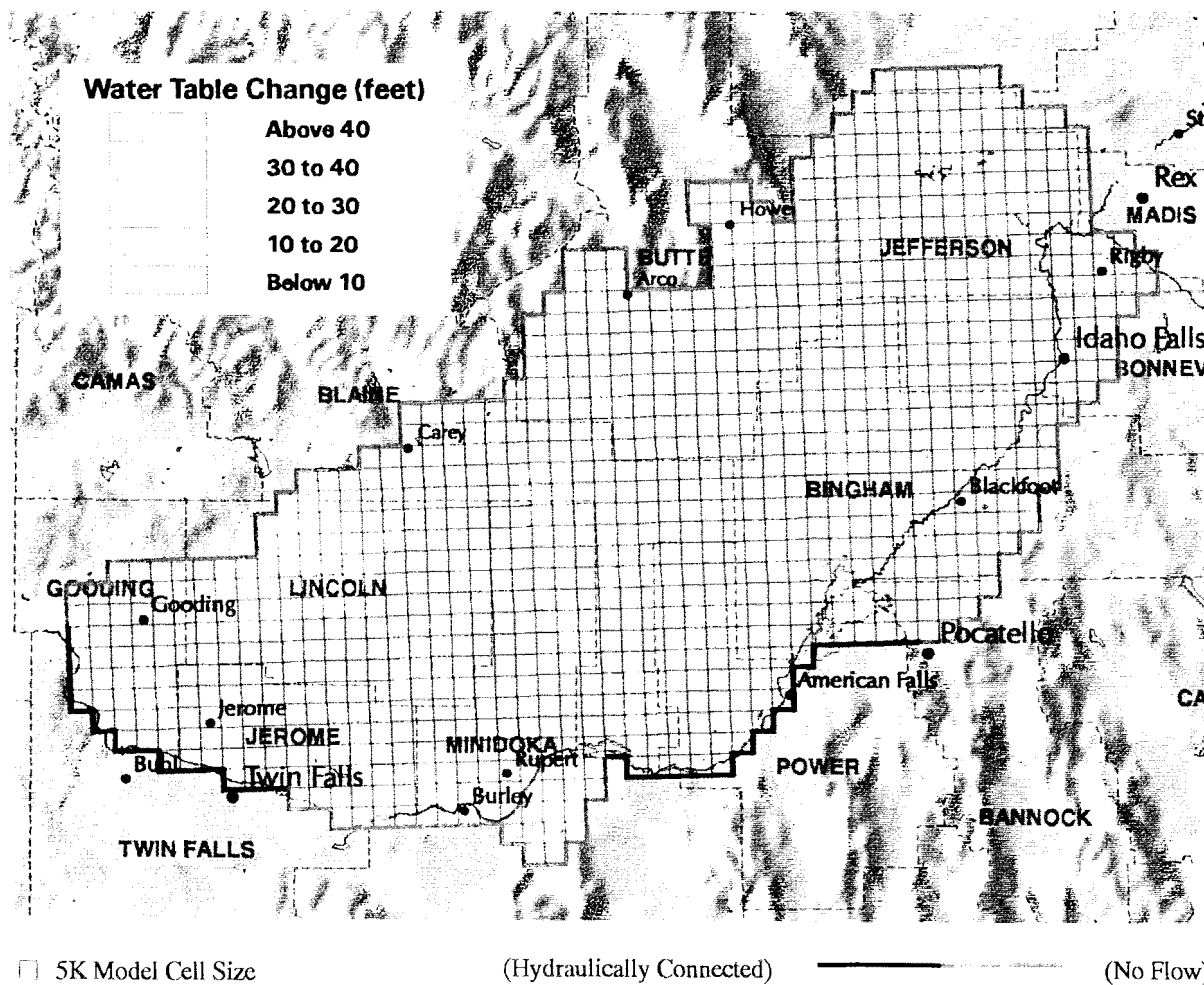 Water Table Change (feet)
Above 40
30 to 40
20 to 30
10 to 20
Below 10
St
Rex
MADIS
Howe
JEFFERSON
BUTTE
Arco
Rigby
Idaho Falls
BONNEV
CAMAS
BLAINE
Carey
BINGHAM
Blackfoot
GOODING
Gooding
LINCOLN
Pocatello
American Falls
CA
Jerome
JEROME
MINIDOKA
Rupert
POWER
Buhl
Twin Falls
Burley
BANNOCK
TWIN FALLS
5K Model Cell Size
(Hydraulically Connected)
(No Flow)